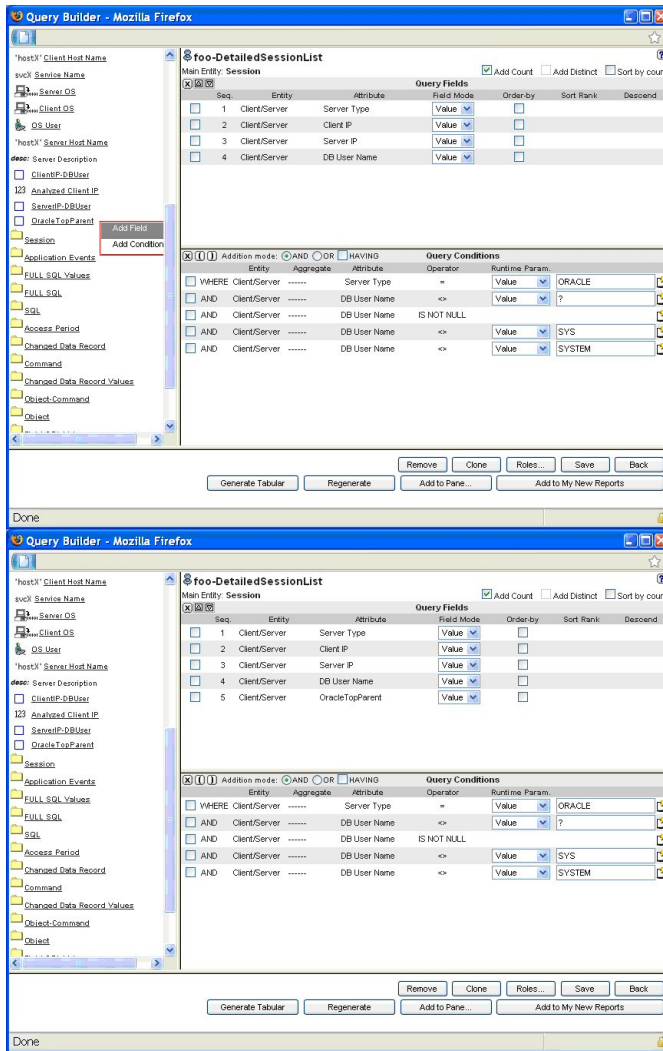 Query Builder - Mozilla Firefox
"hostX" Client Host Name
svcX Service Name
Server OS
Client OS
OS User
"hostX" Server Host Name
desc: Server Description
ClientIP-DBUser
123 Analyzed Client IP
ServerIP-DBUser
OracleTopParent
Session
Application Events
FULL SQL Values
FULL SQL
SQL
Access Period
Changed Data Record
Command
Changed Data Record Values
Object-Command
Object
Add Field
Add Condition
foo-DetailedSessionList
Main Entity: Session Add Count Add Distinct Sort by coun
Query Fields
Seq. Entity Attribute Field Mode Order-by Sort Rank Descend
1 Client/Server Server Type Value
2 Client/Server Client IP Value
3 Client/Server Server IP Value
4 Client/Server DB User Name Value
Addition mode: AND OR HAVING Query Conditions
Entity Aggregate Attribute Operator Runtime Param.
WHERE Client/Server ------ Server Type = Value ORACLE
AND Client/Server ------ DB User Name <> Value ?
AND Client/Server ------ DB User Name IS NOT NULL
AND Client/Server ------ DB User Name <> Value SYS
AND Client/Server ------ DB User Name <> Value SYSTEM
Remove Clone Roles... Save Back
Generate Tabular Regenerate Add to Pane... Add to My New Reports
Done
Query Builder - Mozilla Firefox
"hostX" Client Host Name
svcX Service Name
Server OS
Client OS
OS User
"hostX" Server Host Name
desc: Server Description
ClientIP-DBUser
123 Analyzed Client IP
ServerIP-DBUser
OracleTopParent
Session
Application Events
FULL SQL Values
FULL SQL
SQL
Access Period
Changed Data Record
Command
Changed Data Record Values
Object-Command
Object
foo-DetailedSessionList
Main Entity: Session Add Count Add Distinct Sort by coun
Query Fields
Seq. Entity Attribute Field Mode Order-by Sort Rank Descend
1 Client/Server Server Type Value
2 Client/Server Client IP Value
3 Client/Server Server IP Value
4 Client/Server DB User Name Value
5 Client/Server OracleTopParent Value
Addition mode: AND OR HAVING Query Conditions
Entity Aggregate Attribute Operator Runtime Param.
WHERE Client/Server ------ Server Type = Value ORACLE
AND Client/Server ------ DB User Name <> Value ?
AND Client/Server ------ DB User Name IS NOT NULL
AND Client/Server ------ DB User Name <> Value SYS
AND Client/Server ------ DB User Name <> Value SYSTEM
Remove Clone Roles... Save Back
Generate Tabular Regenerate Add to Pane... Add to My New Reports
Done